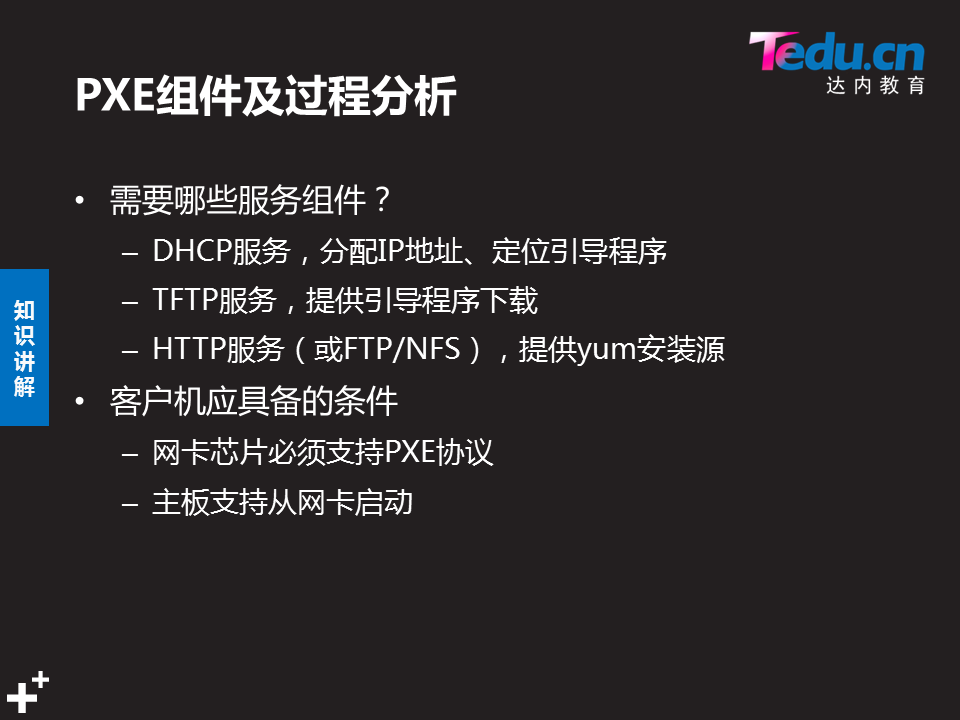 Tedu.cn
达内教育
PXE组件及过程分析
• 需要哪些服务组件？
– DHCP服务，分配IP地址、定位引导程序
– TFTP服务，提供引导程序下载
– HTTP服务（或FTP/NFS），提供yum安装源
• 客户机应具备的条件
– 网卡芯片必须支持PXE协议
– 主板支持从网卡启动
知
识
讲
解